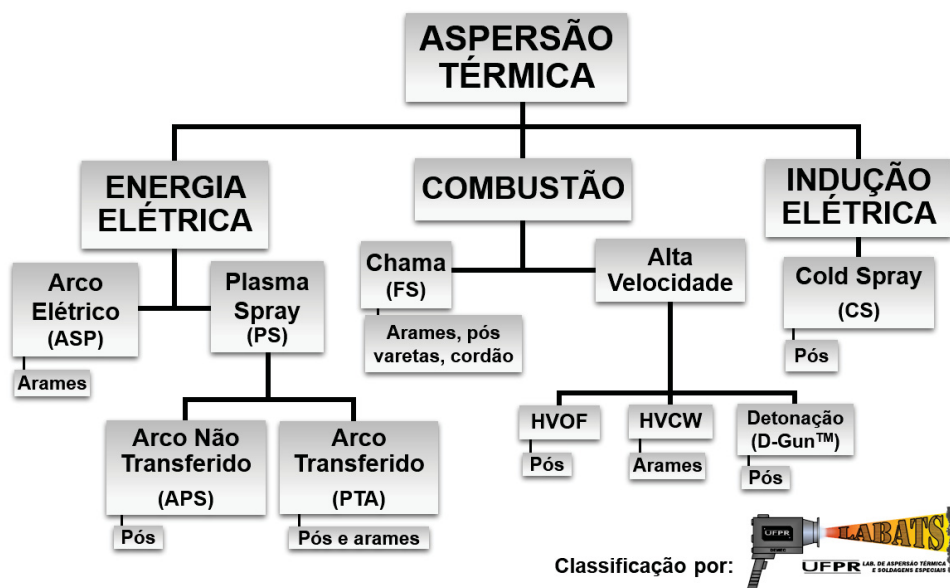 ASPERSÃO
TÉRMICA
ENERGIA
ELÉTRICA
COMBUSTÃO
INDUÇÃO
ELÉTRICA
Arco
Elétrico
(ASP)
Arames
Plasma
Spray
(PS)
Chama
(FS)
Arames, pós
varetas, cordão
Alta
Velocidade
Cold Spray
(CS)
Pós
Arco Não
Transferido
(APS)
Pós
Arco
Transferido
(PTA)
Pós e arames
HVOF
Pós
HVCW
Arames
Detonação
(D-Gun™)
Pós
Classificação por:
UFPR
LABATS
UFPR LAB. DE ASPERSÃO TÉRMICA
E SOLDAGENS ESPECIAIS